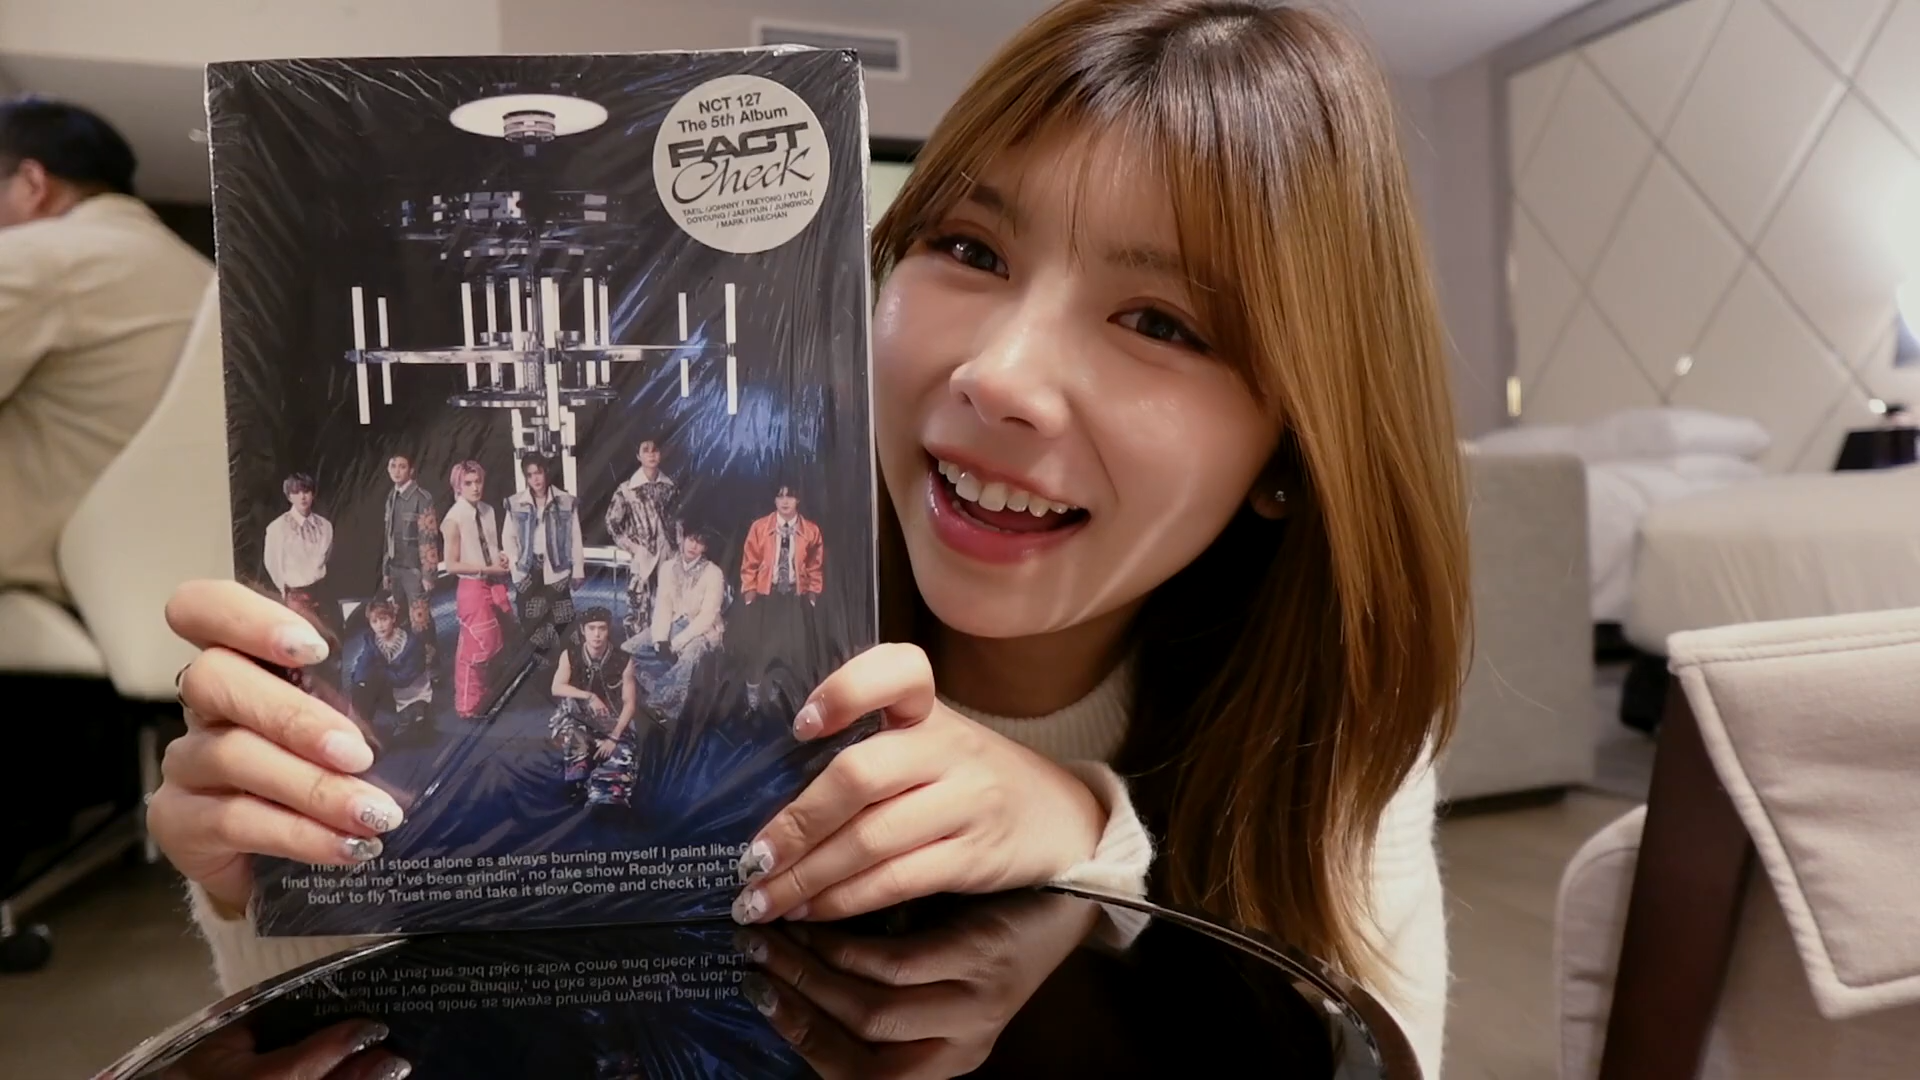 NCT 127
The 5th Album
FACT
Check
TAEIL / JOHNNY / TAEYONG / YUTA /
DOYOUNG / JAEHYUN / JUNGWOO
/ MARK / HAECHAN
The night I stood alone as always burning myself I paint like
find the real me I've been grindin', no fake show Ready or not,
bout' to fly Trust me and take it slow Come and check it, art